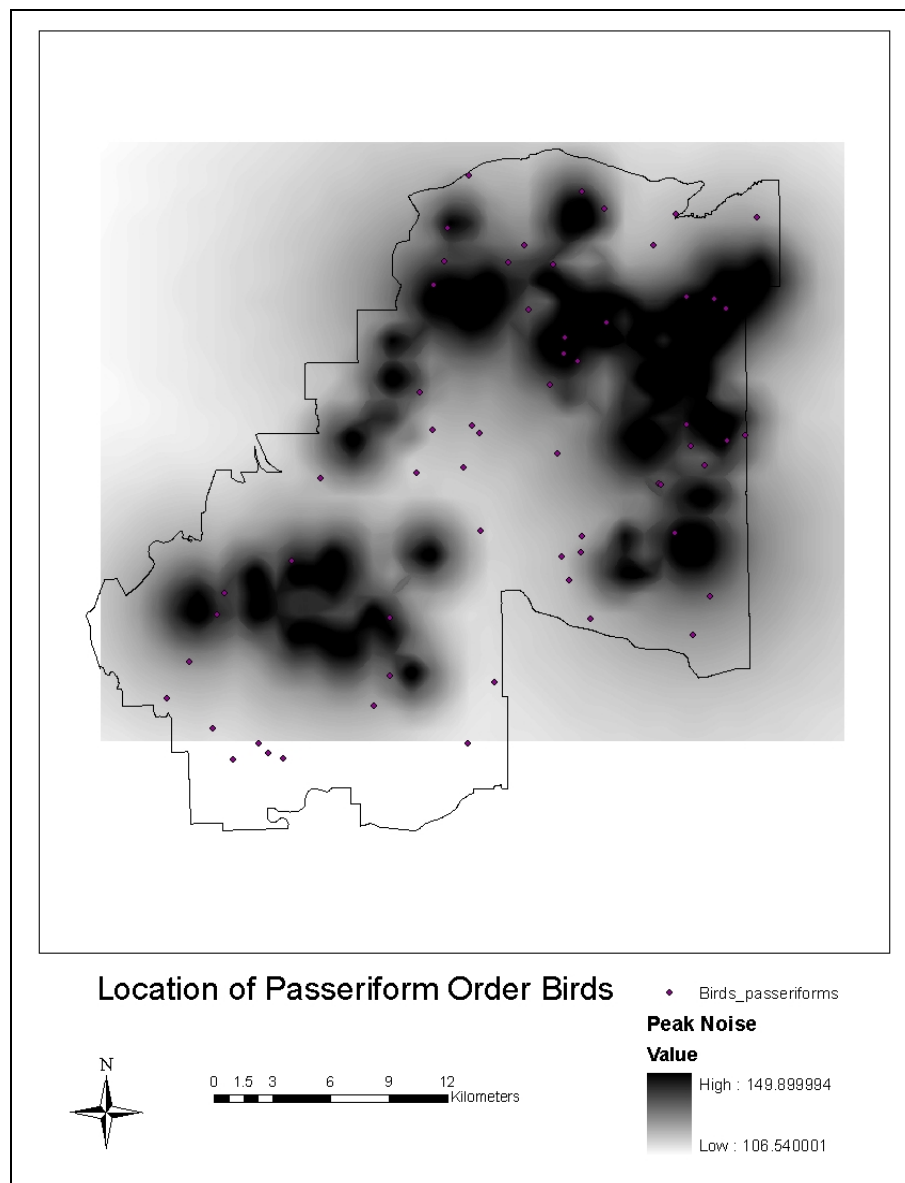 Location of Passeriform Order Birds
Birds_passeriforms
Peak Noise
Value
High : 149.899994
Low : 106.540001
N
0 1.5 3 6 9 12
Kilometers